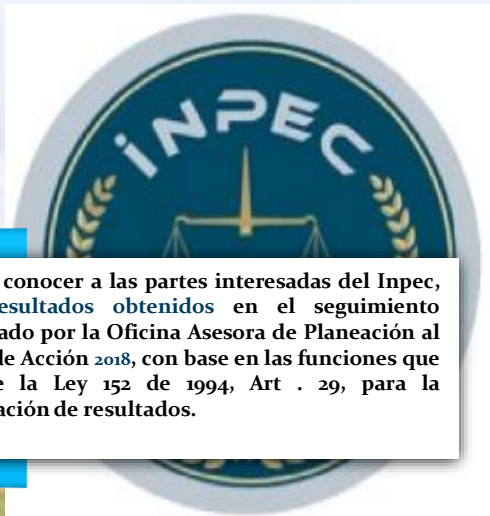 INPEC
conocer a las partes interesadas del Inpec,
esultados obtenidos en el seguimiento
ado por la Oficina Asesora de Planeación al
de Acción 2018, con base en las funciones que
e la Ley 152 de 1994, Art . 29, para la
ación de resultados.